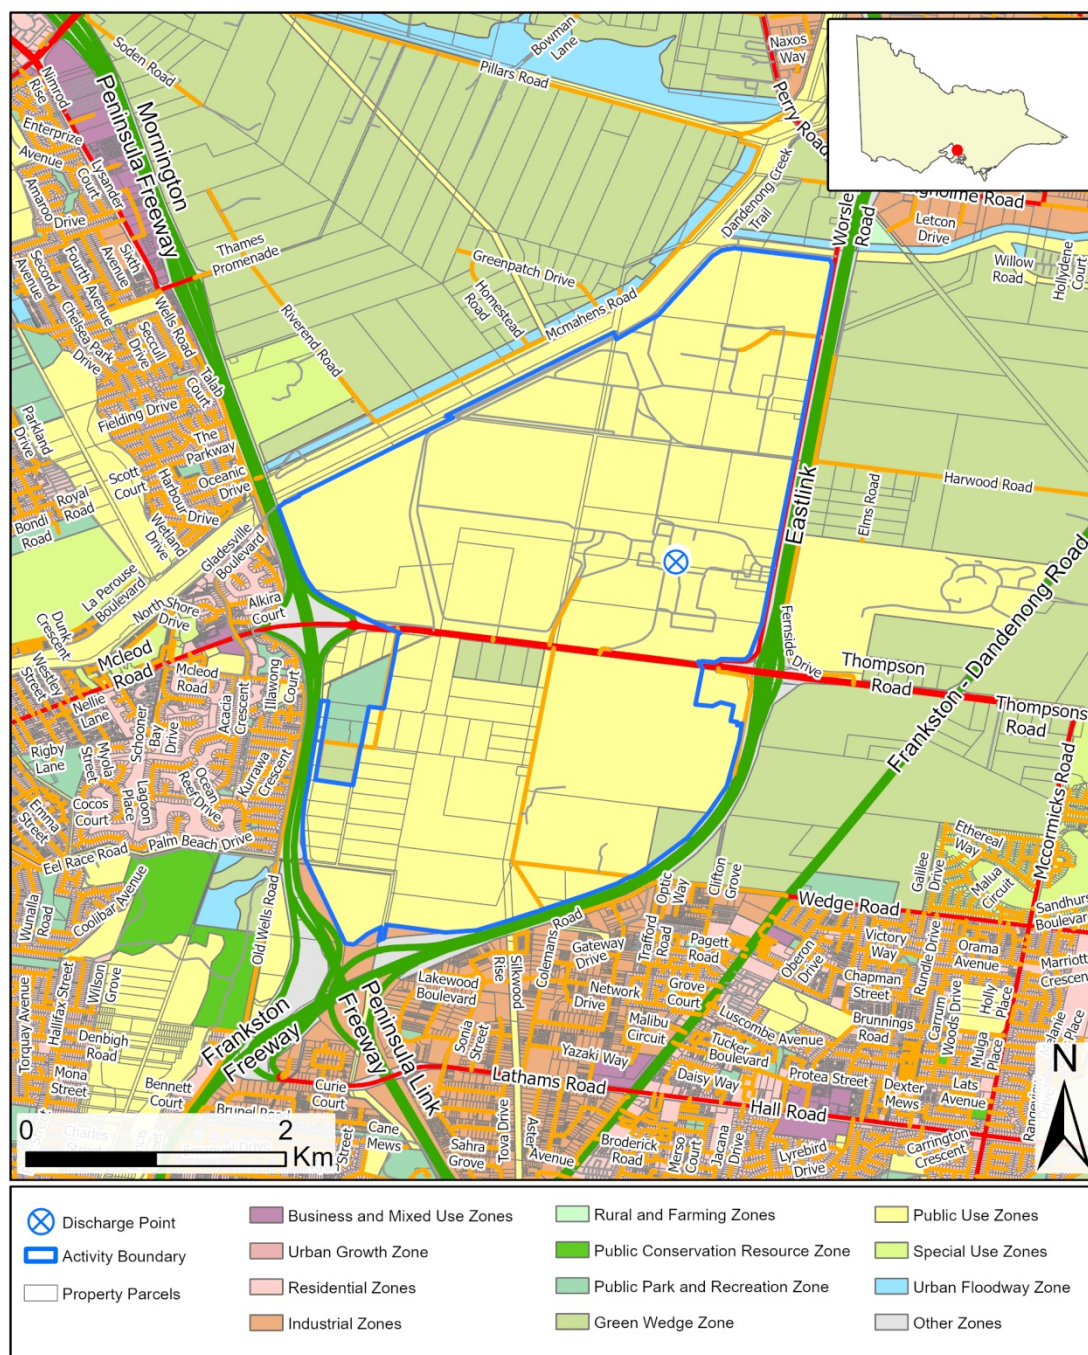 Soden Road
Bowman
Lane
Naxos
Way
Pillars Road
Perry Road
Nimrod
Rise
Peninsula Freeway
Mornington
Enterprize
Avenue
Lysander
Court
Amaroo Drive
Sixth
Avenue
Fourth
Avenue
Second
Avenue
Thames
Promenade
Dandenong Creek
Trail
Worsley
Road
Letcon
Drive
Willow
Road
Hollydene
Court
Greenpatch Drive
Homestead
Road
Mcmahens Road
Riverend Road
Chelsea Park
Drive
Seccull
Drive
Wells Road
Talab
Court
Fielding Drive
The
Parkway
Parkland
Drive
Scott
Court
Oceanic
Drive
Harbour Drive
Royal
Road
Bondi
Road
Wetland
Drive
Gladesville
Boulevard
La Perouse
Boulevard
Eastlink
Harwood Road
Elms Road
Frankston - Dandenong Road
Dunk
Crescent
North Shore
Drive
Alkira
Court
Westley
Street
Mcleod
Road
Nellie
Lane
Mcleod
Road
Acacia
Crescent
Illawong
Court
Fernside Drive
Thompson
Road
Thompsons
Road
Rigby
Lane
Myola
Street
Schooner
Bay
Drive
Ocean
Reef Drive
Kurrawa
Crescent
Emma
Street
Cocos
Court
Lagoon
Place
Palm Beach Drive
Eel Race Road
Mccormicks Road
Wunalla
Road
Coolibar Avenue
Old Wells Road
Optic
Way
Clifton
Grove
Galilee
Drive
Ethereal
Way
Malua
Circuit
Wedge Road
Sandhurst
Boulevard
Torquay Avenue
Halifax Street
Wilson
Grove
Denbigh
Road
Mona
Street
Bennett
Court
Frankston
Freeway
Peninsula Link
Freeway
Lakewood
Boulevard
Sonia
Street
Silkwood
Rise
Colemans Road
Gateway
Drive
Trafford
Road
Pagett
Road
Network
Drive
Grove
Court
Malibu
Circuit
Oberon
Drive
Victory
Way
Chapman
Street
Rundle Drive
Orama
Avenue
Marriott
Crescent
Luscombe Avenue
Brunnings
Road
Carrum
Woods Drive
Holly
Place
Mulga
Place
Yazaki Way
Tucker
Boulevard
Daisy Way
Protea Street
Dexter
Mews
Lats
Avenue
Lathams Road
Hall Road
Curie
Court
Brunel Road
Cane
Mews
Sahra
Grove
Tova Drive
Aster
Avenue
Broderick
Road
Merso
Court
Jacana
Drive
Lyrebird
Drive
Carrington
Crescent
N
0
2
Km
Discharge Point
Activity Boundary
Property Parcels
Business and Mixed Use Zones
Urban Growth Zone
Residential Zones
Industrial Zones
Rural and Farming Zones
Public Conservation Resource Zone
Public Park and Recreation Zone
Green Wedge Zone
Public Use Zones
Special Use Zones
Urban Floodway Zone
Other Zones